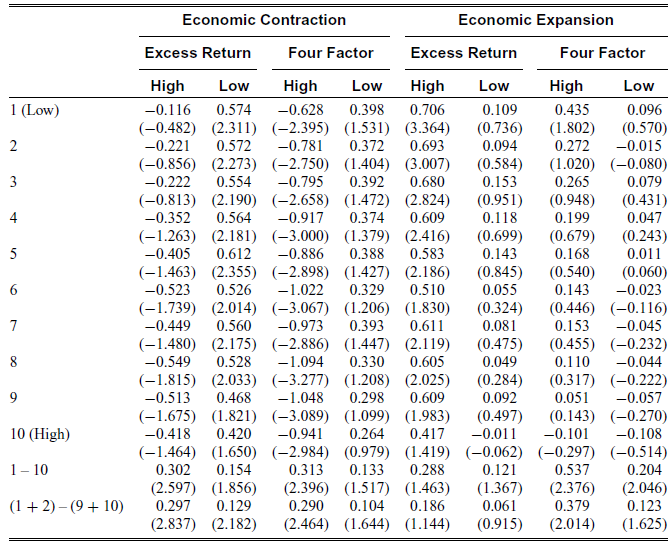 Economic Contraction Economic Expansion
Excess Return Four Factor Excess Return Four Factor
High Low High Low High Low High Low
1 (Low) −0.116 0.574 −0.628 0.398 0.706 0.109 0.435 0.096
(−0.482) (2.311) (−2.395) (1.531) (3.364) (0.736) (1.802) (0.570)
2 −0.221 0.572 −0.781 0.372 0.693 0.094 0.272 −0.015
(−0.856) (2.273) (−2.750) (1.404) (3.007) (0.584) (1.020) (−0.080)
3 −0.222 0.554 −0.795 0.392 0.680 0.153 0.265 0.079
(−0.813) (2.190) (−2.658) (1.472) (2.824) (0.951) (0.948) (0.431)
4 −0.352 0.564 −0.917 0.374 0.609 0.118 0.199 0.047
(−1.263) (2.181) (−3.000) (1.379) (2.416) (0.699) (0.679) (0.243)
5 −0.405 0.612 −0.886 0.388 0.583 0.143 0.168 0.011
(−1.463) (2.355) (−2.898) (1.427) (2.186) (0.845) (0.540) (0.060)
6 −0.523 0.526 −1.022 0.329 0.510 0.055 0.143 −0.023
(−1.739) (2.014) (−3.067) (1.206) (1.830) (0.324) (0.446) (−0.116)
7 −0.449 0.560 −0.973 0.393 0.611 0.081 0.153 −0.045
(−1.480) (2.175) (−2.886) (1.447) (2.119) (0.475) (0.455) (−0.232)
8 −0.549 0.528 −1.094 0.330 0.605 0.049 0.110 −0.044
(−1.815) (2.033) (−3.277) (1.208) (2.025) (0.284) (0.317) (−0.222)
9 −0.513 0.468 −1.048 0.298 0.609 0.092 0.051 −0.057
(−1.675) (1.821) (−3.089) (1.099) (1.983) (0.497) (0.143) (−0.270)
10 (High) −0.418 0.420 −0.941 0.264 0.417 −0.011 −0.101 −0.108
(−1.464) (1.650) (−2.984) (0.979) (1.419) (−0.062) (−0.297) (−0.514)
1 – 10 0.302 0.154 0.313 0.133 0.288 0.121 0.537 0.204
(2.597) (1.856) (2.396) (1.517) (1.463) (1.367) (2.376) (2.046)
(1 + 2) – (9 + 10) 0.297 0.129 0.290 0.104 0.186 0.061 0.379 0.123
(2.837) (2.182) (2.464) (1.644) (1.144) (0.915) (2.014) (1.625)